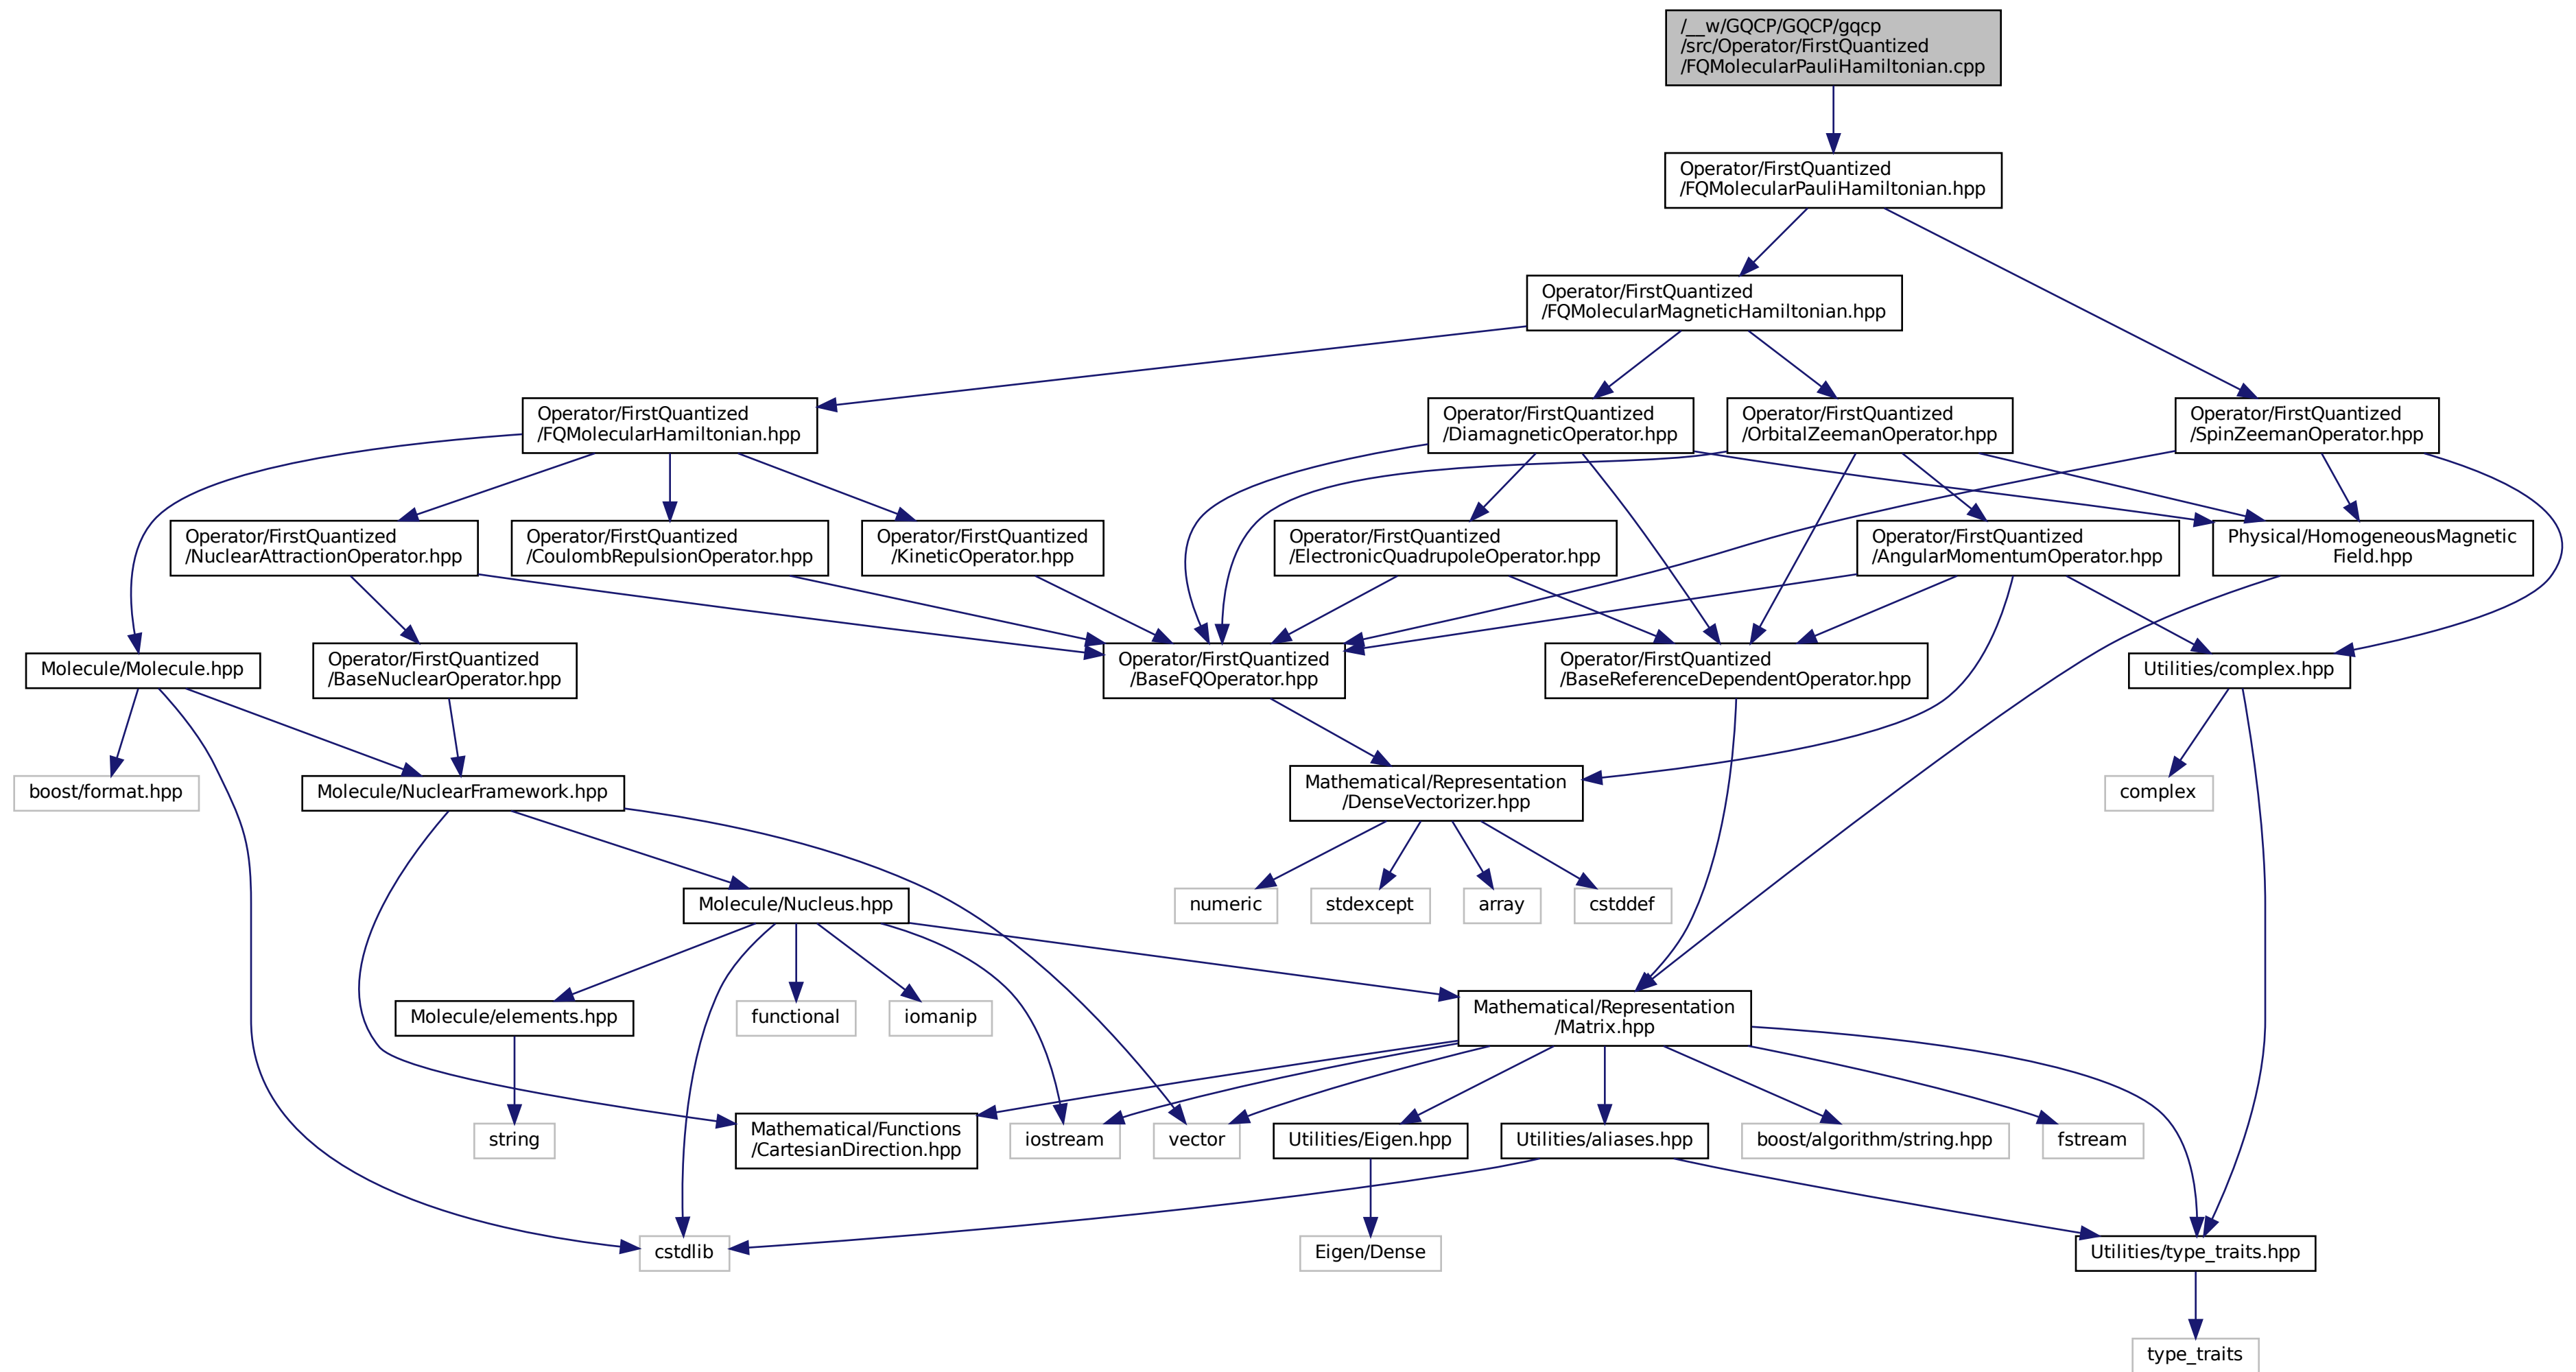 /__w/GQCP/GQCP/gqcp
/src/Operator/FirstQuantized
/FQMolecularPauliHamiltonian.cpp
Operator/FirstQuantized
/FQMolecularPauliHamiltonian.hpp
Operator/FirstQuantized
/FQMolecularMagneticHamiltonian.hpp
Operator/FirstQuantized
/FQMolecularHamiltonian.hpp
Operator/FirstQuantized
/DiamagneticOperator.hpp
Operator/FirstQuantized
/OrbitalZeemanOperator.hpp
Operator/FirstQuantized
/SpinZeemanOperator.hpp
Operator/FirstQuantized
/NuclearAttractionOperator.hpp
Operator/FirstQuantized
/CoulombRepulsionOperator.hpp
Operator/FirstQuantized
/KineticOperator.hpp
Operator/FirstQuantized
/ElectronicQuadrupoleOperator.hpp
Operator/FirstQuantized
/AngularMomentumOperator.hpp
Physical/HomogeneousMagnetic
Field.hpp
Molecule/Molecule.hpp
Operator/FirstQuantized
/BaseNuclearOperator.hpp
Operator/FirstQuantized
/BaseFQOperator.hpp
Operator/FirstQuantized
/BaseReferenceDependentOperator.hpp
Utilities/complex.hpp
boost/format.hpp
Molecule/NuclearFramework.hpp
Mathematical/Representation
/DenseVectorizer.hpp
complex
Molecule/Nucleus.hpp
numeric
stdexcept
array
cstddef
Molecule/elements.hpp
functional
iomanip
Mathematical/Representation
/Matrix.hpp
string
Mathematical/Functions
/CartesianDirection.hpp
iostream
vector
Utilities/Eigen.hpp
Utilities/aliases.hpp
boost/algorithm/string.hpp
fstream
cstdlib
Eigen/Dense
Utilities/type_traits.hpp
type_traits